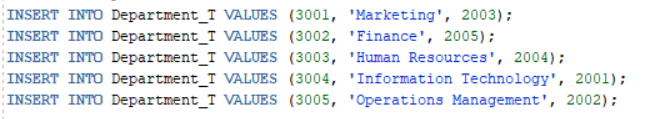 INSERT INTO Department_T VALUES (3001, 'Marketing', 2003);
INSERT INTO Department_T VALUES (3002, 'Finance', 2005);
INSERT INTO Department_T VALUES (3003, 'Human Resources', 2004);
INSERT INTO Department_T VALUES (3004, 'Information Technology', 2001);
INSERT INTO Department_T VALUES (3005, 'Operations Management', 2002);